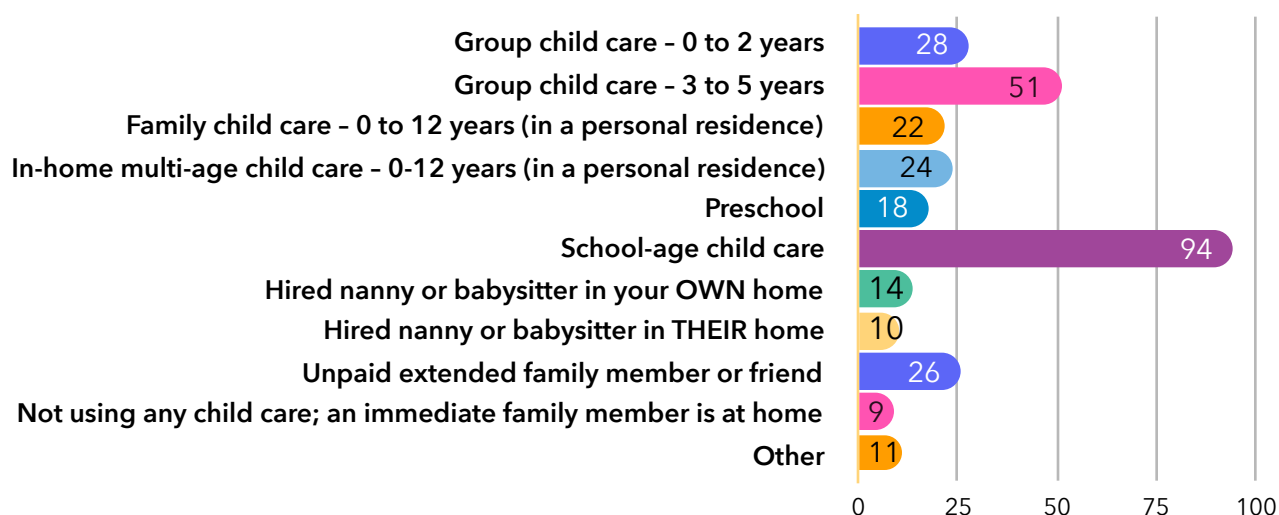 Group child care – 0 to 2 years 28
Group child care – 3 to 5 years 51
Family child care – 0 to 12 years (in a personal residence) 22
In-home multi-age child care – 0-12 years (in a personal residence) 24
Preschool 18
School-age child care 94
Hired nanny or babysitter in your OWN home 14
Hired nanny or babysitter in THEIR home 10
Unpaid extended family member or friend 26
Not using any child care; an immediate family member is at home 9
Other 11
0 25 50 75 100